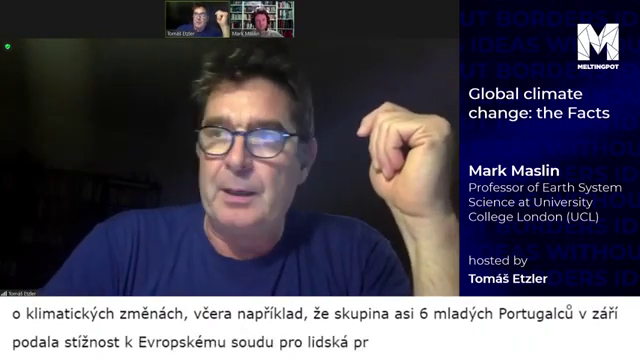 Tomáš Etzler
Mark Maslin
MELTINGPOT
Global climate
change: the Facts
Mark Maslin
Professor of Earth System
Science at University
College London (UCL)
hosted by
Tomáš Etzler
Tomáš Etzler
o klimatických změnách, včera například, že skupina asi 6 mladých Portugalců v září
podala stížnost k Evropskému soudu pro lidská pr